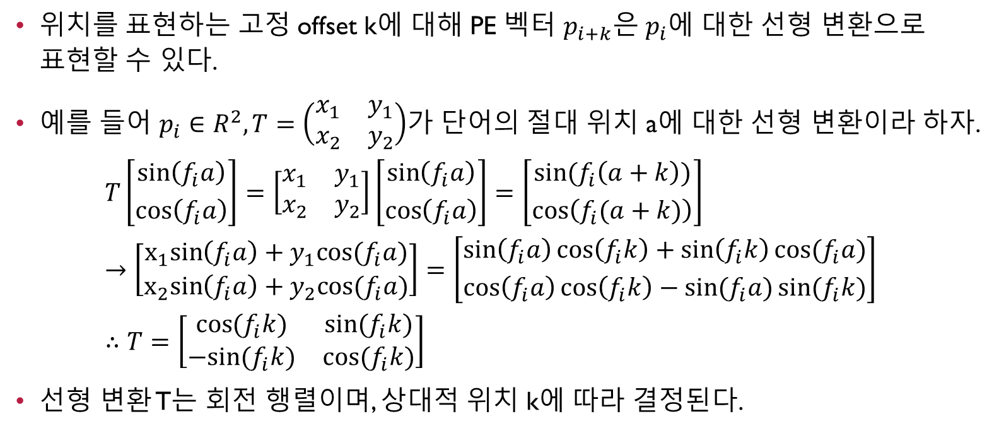 • 위치를 표현하는 고정 offset k에 대해 PE 벡터 $p_{i+k}$은 $p_i$에 대한 선형 변환으로
표현할 수 있다.
• 예를 들어 $p_i \in R^2, T = \begin{pmatrix} x_1 & y_1 \\ x_2 & y_2 \end{pmatrix}$가 단어의 절대 위치 a에 대한 선형 변환이라 하자.
$T \begin{bmatrix} \sin(f_i a) \\ \cos(f_i a) \end{bmatrix} = \begin{bmatrix} x_1 & y_1 \\ x_2 & y_2 \end{bmatrix} \begin{bmatrix} \sin(f_i a) \\ \cos(f_i a) \end{bmatrix} = \begin{bmatrix} \sin(f_i(a + k)) \\ \cos(f_i(a + k)) \end{bmatrix}$
$\rightarrow \begin{bmatrix} \mathrm{x}_1 \sin(f_i a) + y_1 \cos(f_i a) \\ \mathrm{x}_2 \sin(f_i a) + y_2 \cos(f_i a) \end{bmatrix} = \begin{bmatrix} \sin(f_i a) \cos(f_i k) + \sin(f_i k) \cos(f_i a) \\ \cos(f_i a) \cos(f_i k) - \sin(f_i a) \sin(f_i k) \end{bmatrix}$
$\therefore T = \begin{bmatrix} \cos(f_i k) & \sin(f_i k) \\ -\sin(f_i k) & \cos(f_i k) \end{bmatrix}$
• 선형 변환 T는 회전 행렬이며, 상대적 위치 k에 따라 결정된다.